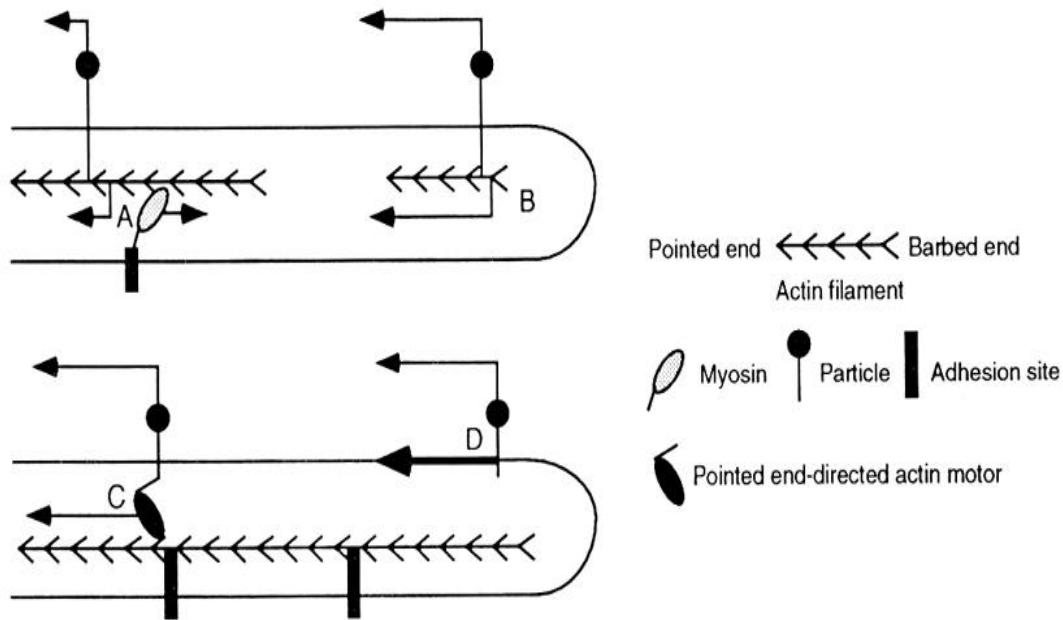 A
B
Pointed end
Barbed end
Actin filament
Myosin
Particle
Adhesion site
D
C
Pointed end-directed actin motor